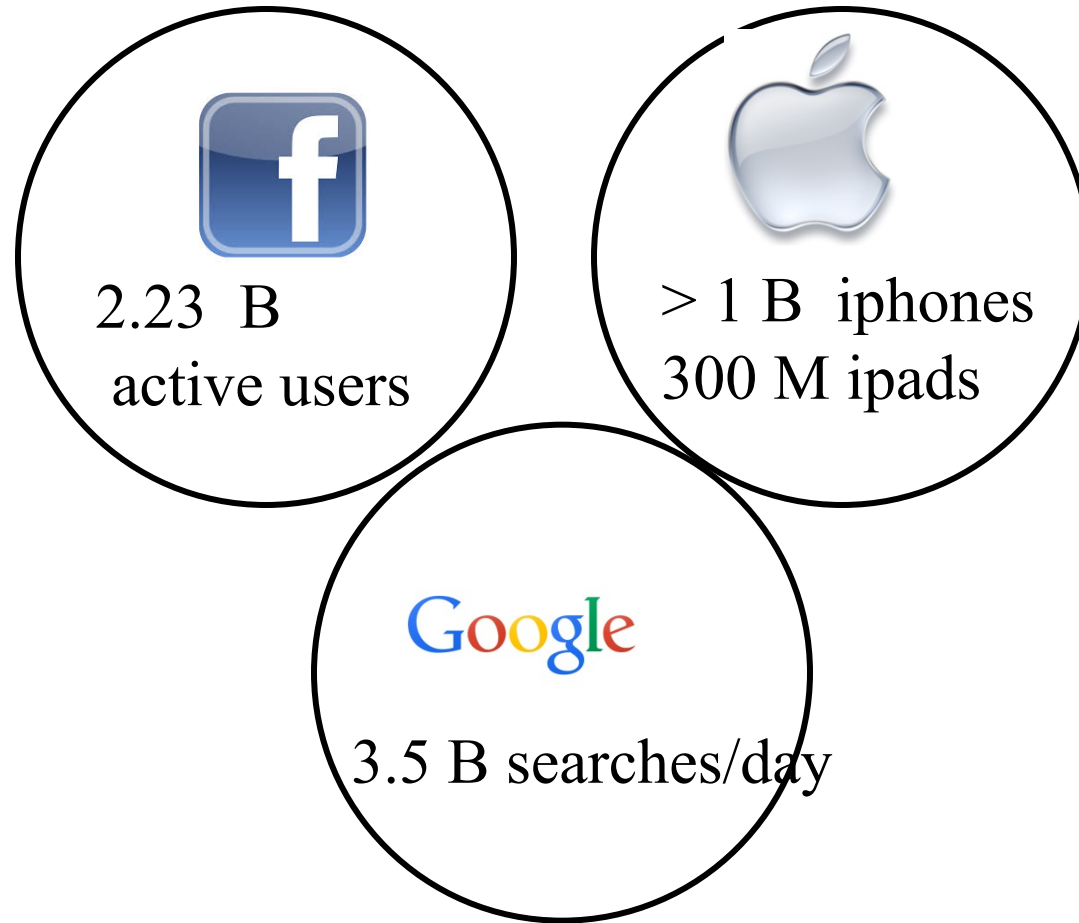 f
2.23 B
active users
> 1 B iphones
300 M ipads
Google
3.5 B searches/day